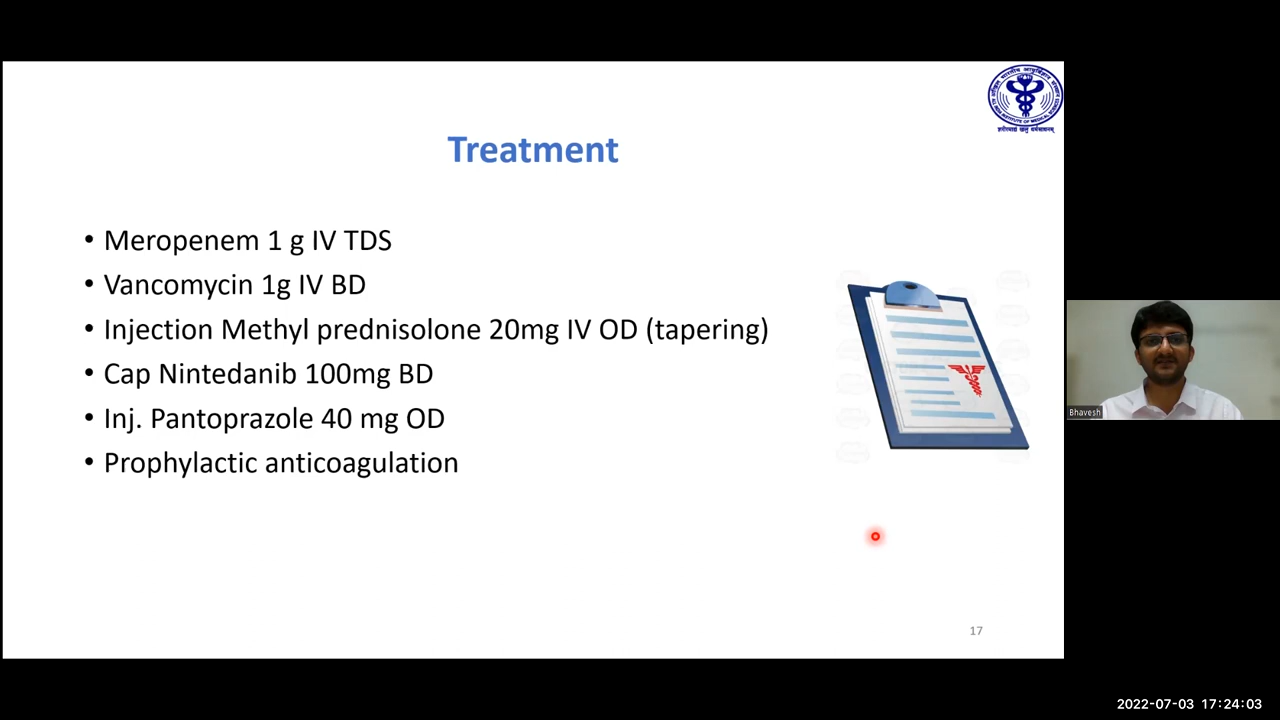 Treatment
• Meropenem 1 g IV TDS
• Vancomycin 1g IV BD
• Injection Methyl prednisolone 20mg IV OD (tapering)
• Cap Nintedanib 100mg BD
• Inj. Pantoprazole 40 mg OD
• Prophylactic anticoagulation
Bhavesh
17
2022-07-03 17:24:03